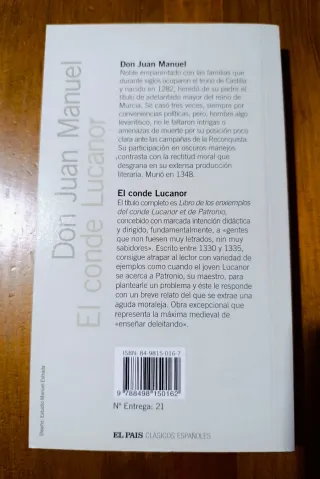 Don Juan Manuel
El conde Lucanor
Don Juan Manuel
Noble emparentado con las familias que
durante siglos ocuparon el trono de Castilla
y nacido en 1282, heredó de su padre el
título de adelantado mayor del reino de
Murcia. Se casó tres veces, siempre por
conveniencias políticas, pero, hombre algo
levantisco, no le faltaron intrigas o
amenazas de muerte por su posición poco
clara ante las campañas de la Reconquista.
Su participación en oscuros manejos
contrasta con la rectitud moral que
desgrana en su extensa producción
literaria. Murió en 1348.
El conde Lucanor
El título completo es Libro de los enxiemplos
del conde Lucanor et de Patronio,
concebido con marcada intención didáctica
y dirigido, fundamentalmente, a «gentes
que non fuesen muy letrados, nin muy
sabidores». Escrito entre 1330 y 1335,
consigue atrapar al lector con variedad de
ejemplos como cuando el joven Lucanor
se acerca a Patronio, su maestro, para
plantearle un problema y éste le responde
con un breve relato del que se extrae una
aguda moraleja. Obra excepcional que
representa la máxima medieval de
«enseñar deleitando».
ISBN: 84-9815-016-7
9 788498 150162
Nº Entrega: 21
Diseño: Estudio Manuel Estrada
EL PAIS CLÁSICOS ESPAÑOLES